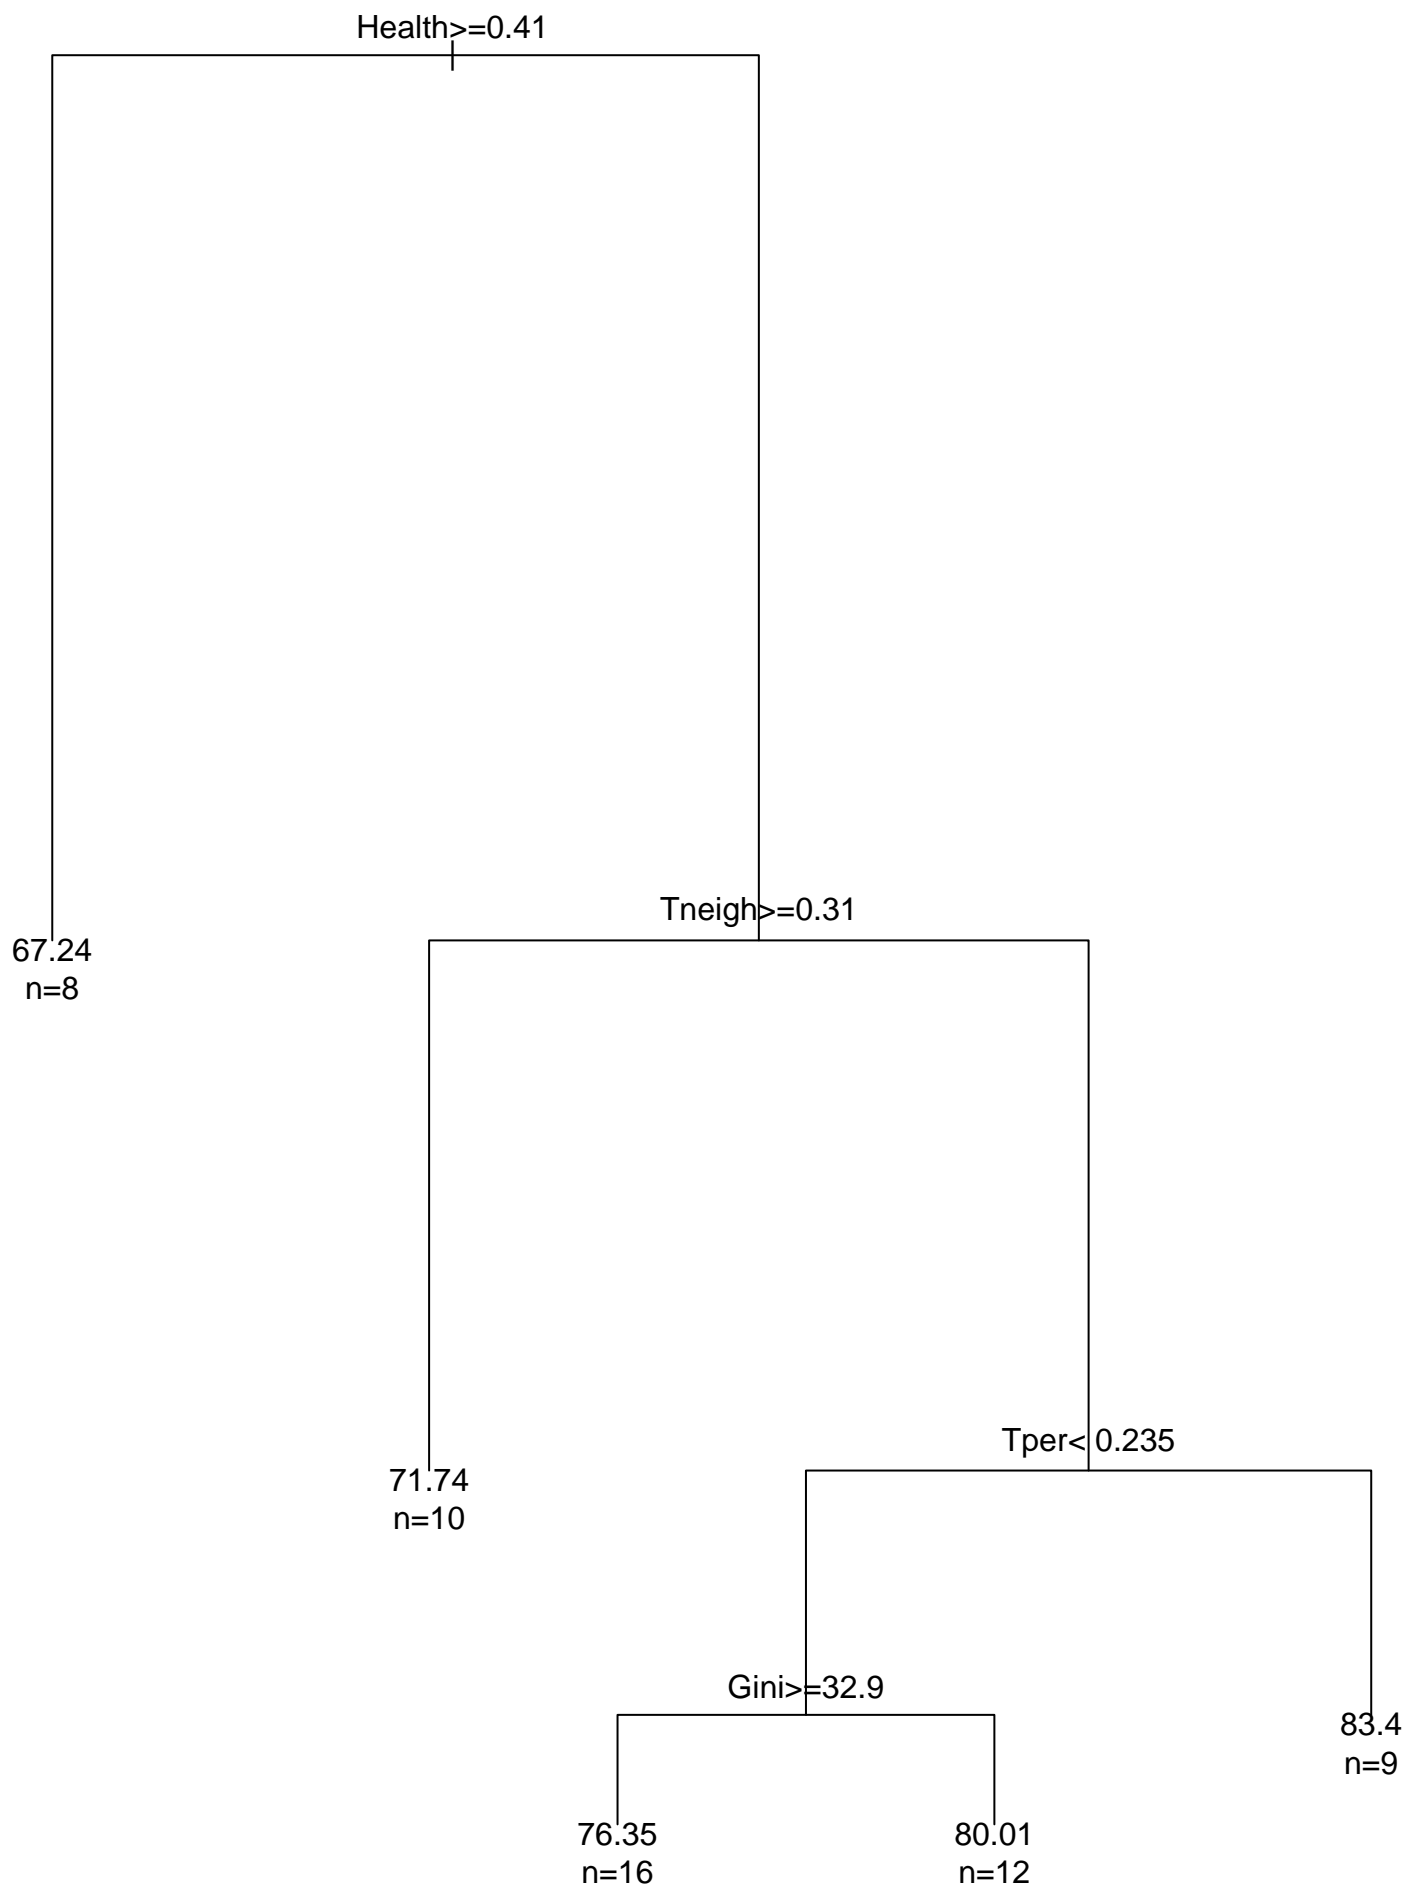 Health>=0.41
Tneigh>=0.31
67.24
n=8
Tper< 0.235
71.74
n=10
Gini>=32.9
83.4
n=9
76.35
n=16
80.01
n=12